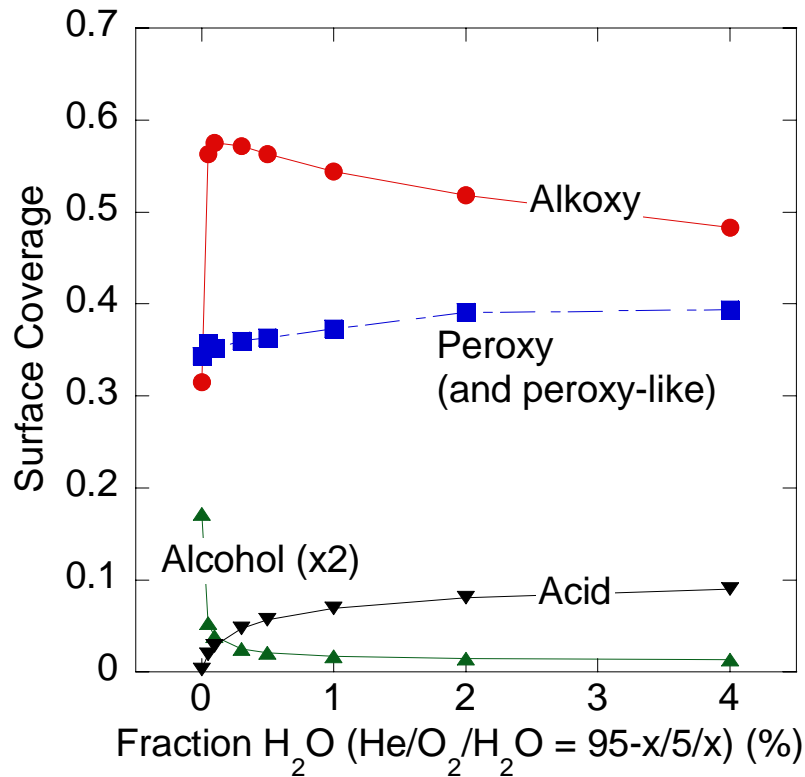 0.7
0.6
0.5
0.4
0.3
0.2
0.1
0
Surface Coverage
Alkoxy
Peroxy
(and peroxy-like)
Alcohol (x2)
Acid
0 1 2 3 4
Fraction H₂O (He/O₂/H₂O = 95-x/5/x) (%)